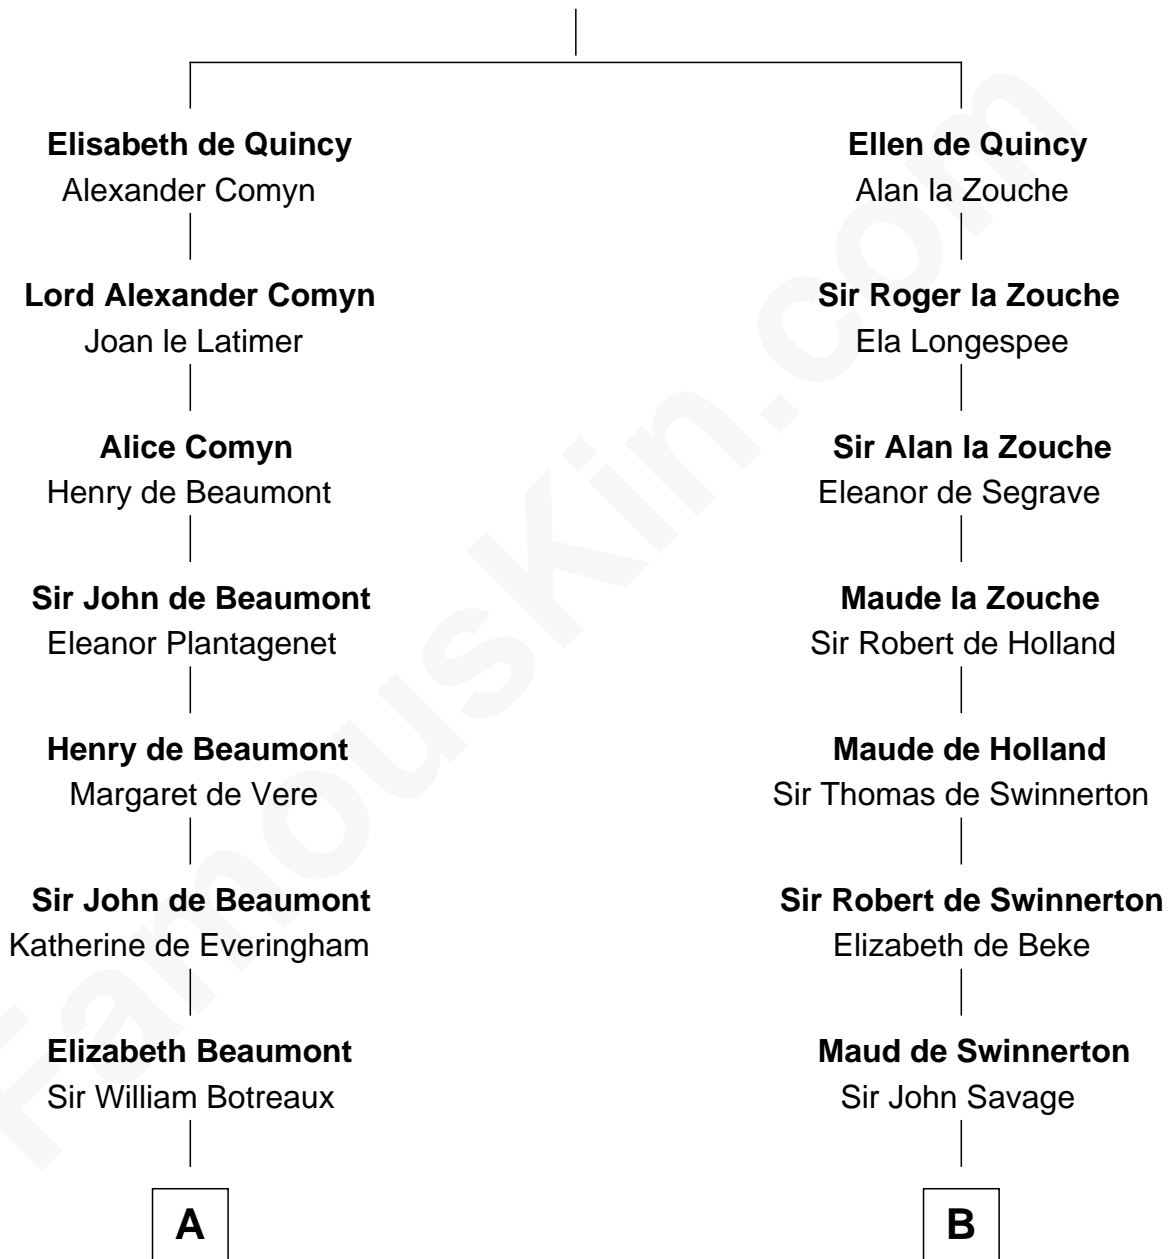 Elisabeth de Quincy
Alexander Comyn
Lord Alexander Comyn
Joan le Latimer
Alice Comyn
Henry de Beaumont
Sir John de Beaumont
Eleanor Plantagenet
Henry de Beaumont
Margaret de Vere
Sir John de Beaumont
Katherine de Everingham
Elizabeth Beaumont
Sir William Botreaux
A
Ellen de Quincy
Alan la Zouche
Sir Roger la Zouche
Ela Longespee
Sir Alan la Zouche
Eleanor de Segrave
Maude la Zouche
Sir Robert de Holland
Maude de Holland
Sir Thomas de Swinnerton
Sir Robert de Swinnerton
Elizabeth de Beke
Maud de Swinnerton
Sir John Savage
B
FamousKin.com